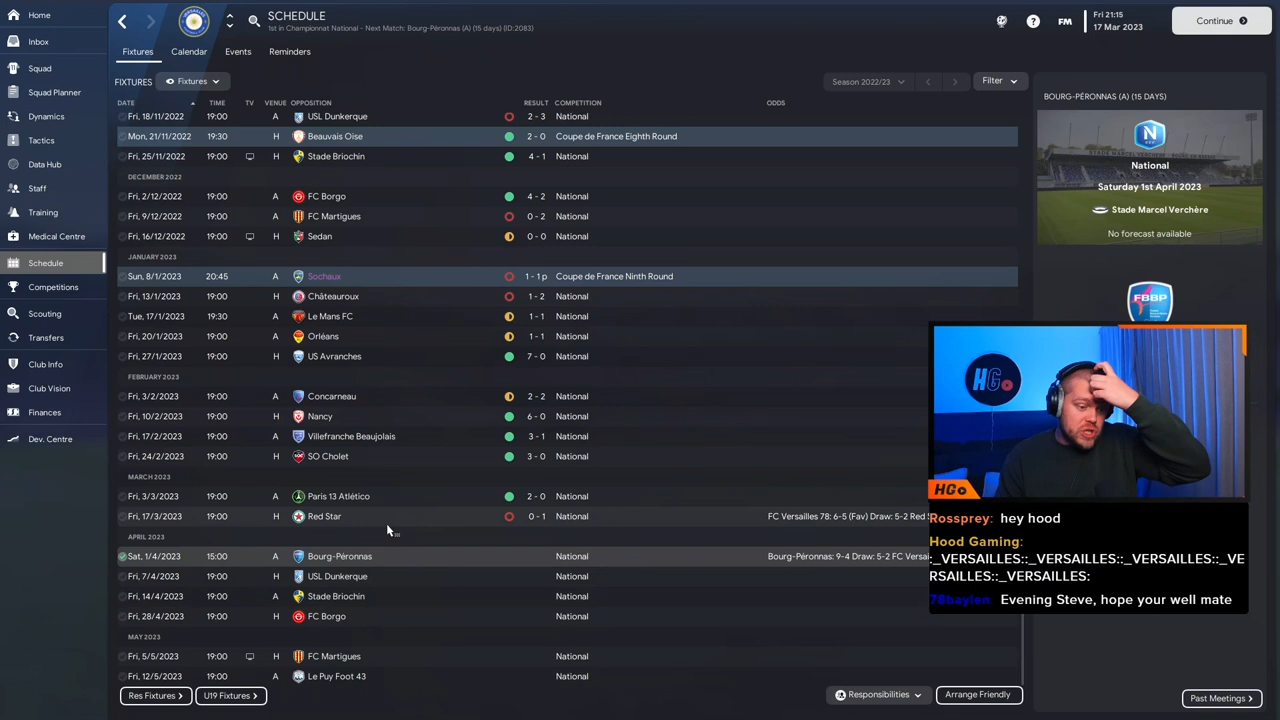 Home
Inbox
Squad
Squad Planner
Dynamics
Tactics
Data Hub
Staff
Training
Medical Centre
Schedule
Competitions
Scouting
Transfers
Club Info
Club Vision
Finances
Dev. Centre
SCHEDULE
1st in Championnat National - Next Match: Bourg-Péronnas (A) (15 days) (ID:2083)
FM
Fri 21:15
17 Mar 2023
Continue
Fixtures Calendar Events Reminders
FIXTURES Fixtures Season 2022/23 Filter
DATE TIME TV VENUE OPPOSITION RESULT COMPETITION ODDS
Fri, 18/11/2022 19:00 A USL Dunkerque 2 - 3 National
Mon, 21/11/2022 19:30 H Beauvais Oise 2 - 0 Coupe de France Eighth Round
Fri, 25/11/2022 19:00 H Stade Briochin 4 - 1 National
DECEMBER 2022
Fri, 2/12/2022 19:00 A FC Borgo 4 - 2 National
Fri, 9/12/2022 19:00 A FC Martigues 0 - 2 National
Fri, 16/12/2022 19:00 H Sedan 0 - 0 National
JANUARY 2023
Sun, 8/1/2023 20:45 A Sochaux 1 - 1 p Coupe de France Ninth Round
Fri, 13/1/2023 19:00 H Châteauroux 1 - 2 National
Tue, 17/1/2023 19:30 A Le Mans FC 1 - 1 National
Fri, 20/1/2023 19:00 A Orléans 1 - 1 National
Fri, 27/1/2023 19:00 H US Avranches 7 - 0 National
FEBRUARY 2023
Fri, 3/2/2023 19:00 A Concarneau 2 - 2 National
Fri, 10/2/2023 19:00 H Nancy 6 - 0 National
Fri, 17/2/2023 19:00 A Villefranche Beaujolais 3 - 1 National
Fri, 24/2/2023 19:00 H SO Cholet 3 - 0 National
MARCH 2023
Fri, 3/3/2023 19:00 A Paris 13 Atlético 2 - 0 National
Fri, 17/3/2023 19:00 H Red Star 0 - 1 National FC Versailles 78: 6-5 (Fav) Draw: 5-2 Red S
APRIL 2023
Sat, 1/4/2023 15:00 A Bourg-Péronnas National Bourg-Péronnas: 9-4 Draw: 5-2 FC Versai
Fri, 7/4/2023 19:00 H USL Dunkerque National
Fri, 14/4/2023 19:00 A Stade Briochin National
Fri, 28/4/2023 19:00 H FC Borgo National
MAY 2023
Fri, 5/5/2023 19:00 H FC Martigues National
Fri, 12/5/2023 19:00 A Le Puy Foot 43 National
Res Fixtures U19 Fixtures Responsibilities Arrange Friendly
BOURG-PÉRONNAS (A) (15 DAYS)
N
National
Saturday 1st April 2023
Stade Marcel Verchère
No forecast available
FBBP
HGo
HGo
Rossprey: hey hood
Hood Gaming:
:_VERSAILLES::_VERSAILLES::_VERSAILLES::_VE
RSAILLES::_VERSAILLES:
78baylen Evening Steve, hope your well mate
Past Meetings